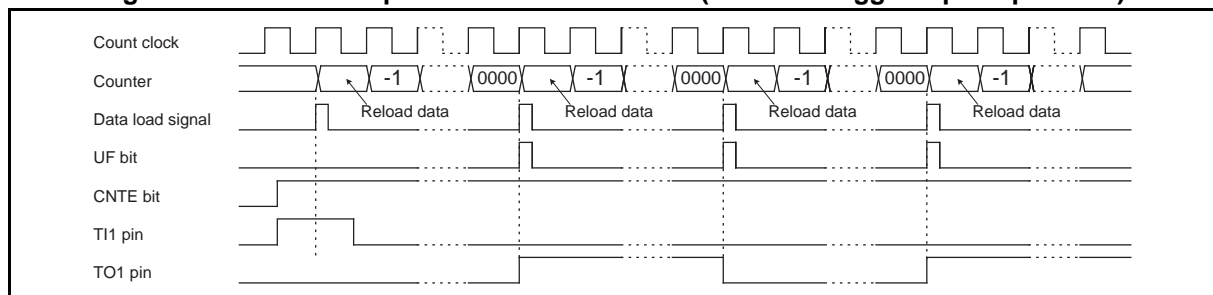 Count clock
Counter -1 0000 -1 0000 -1 0000 -1
Reload data Reload data Reload data Reload data
Data load signal
UF bit
CNTE bit
TI1 pin
TO1 pin